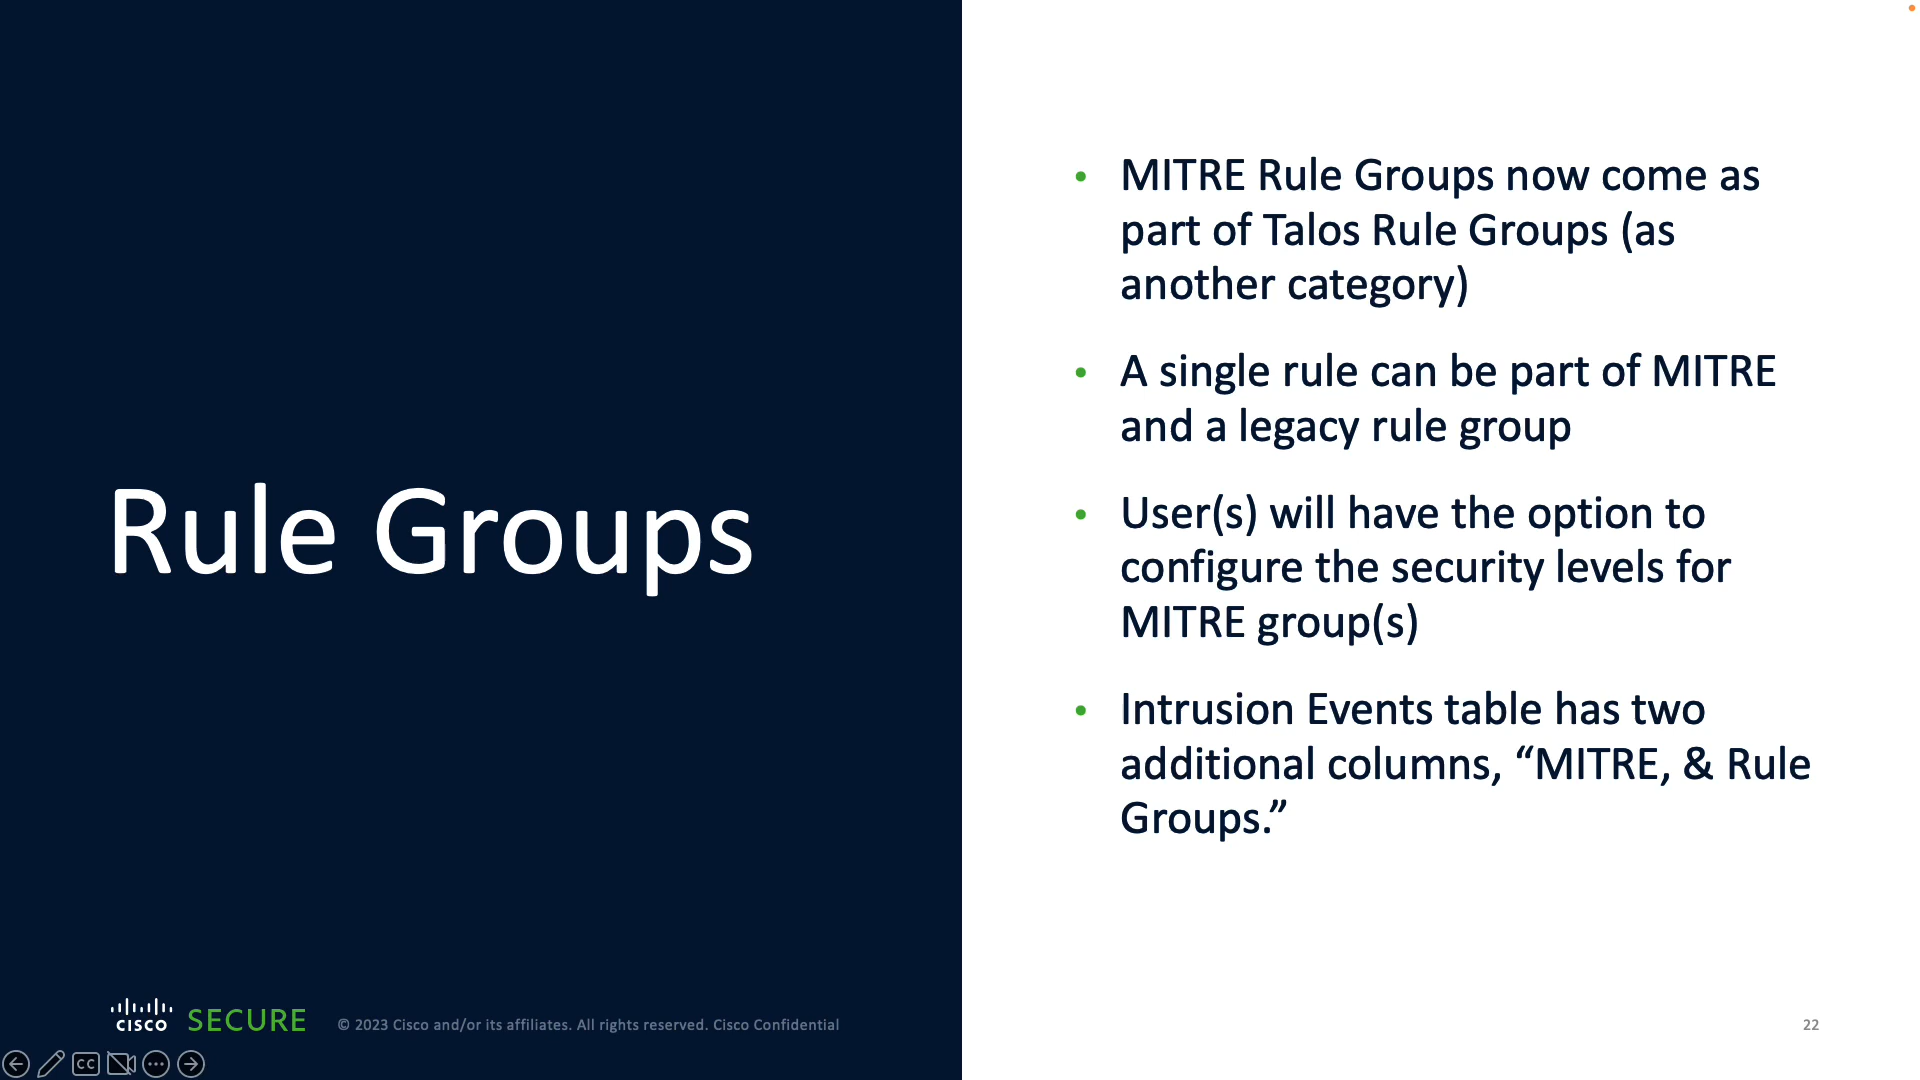 Rule Groups
• MITRE Rule Groups now come as
part of Talos Rule Groups (as
another category)
• A single rule can be part of MITRE
and a legacy rule group
• User(s) will have the option to
configure the security levels for
MITRE group(s)
• Intrusion Events table has two
additional columns, “MITRE, & Rule
Groups.”
CISCO SECURE © 2023 Cisco and/or its affiliates. All rights reserved. Cisco Confidential
22
CC